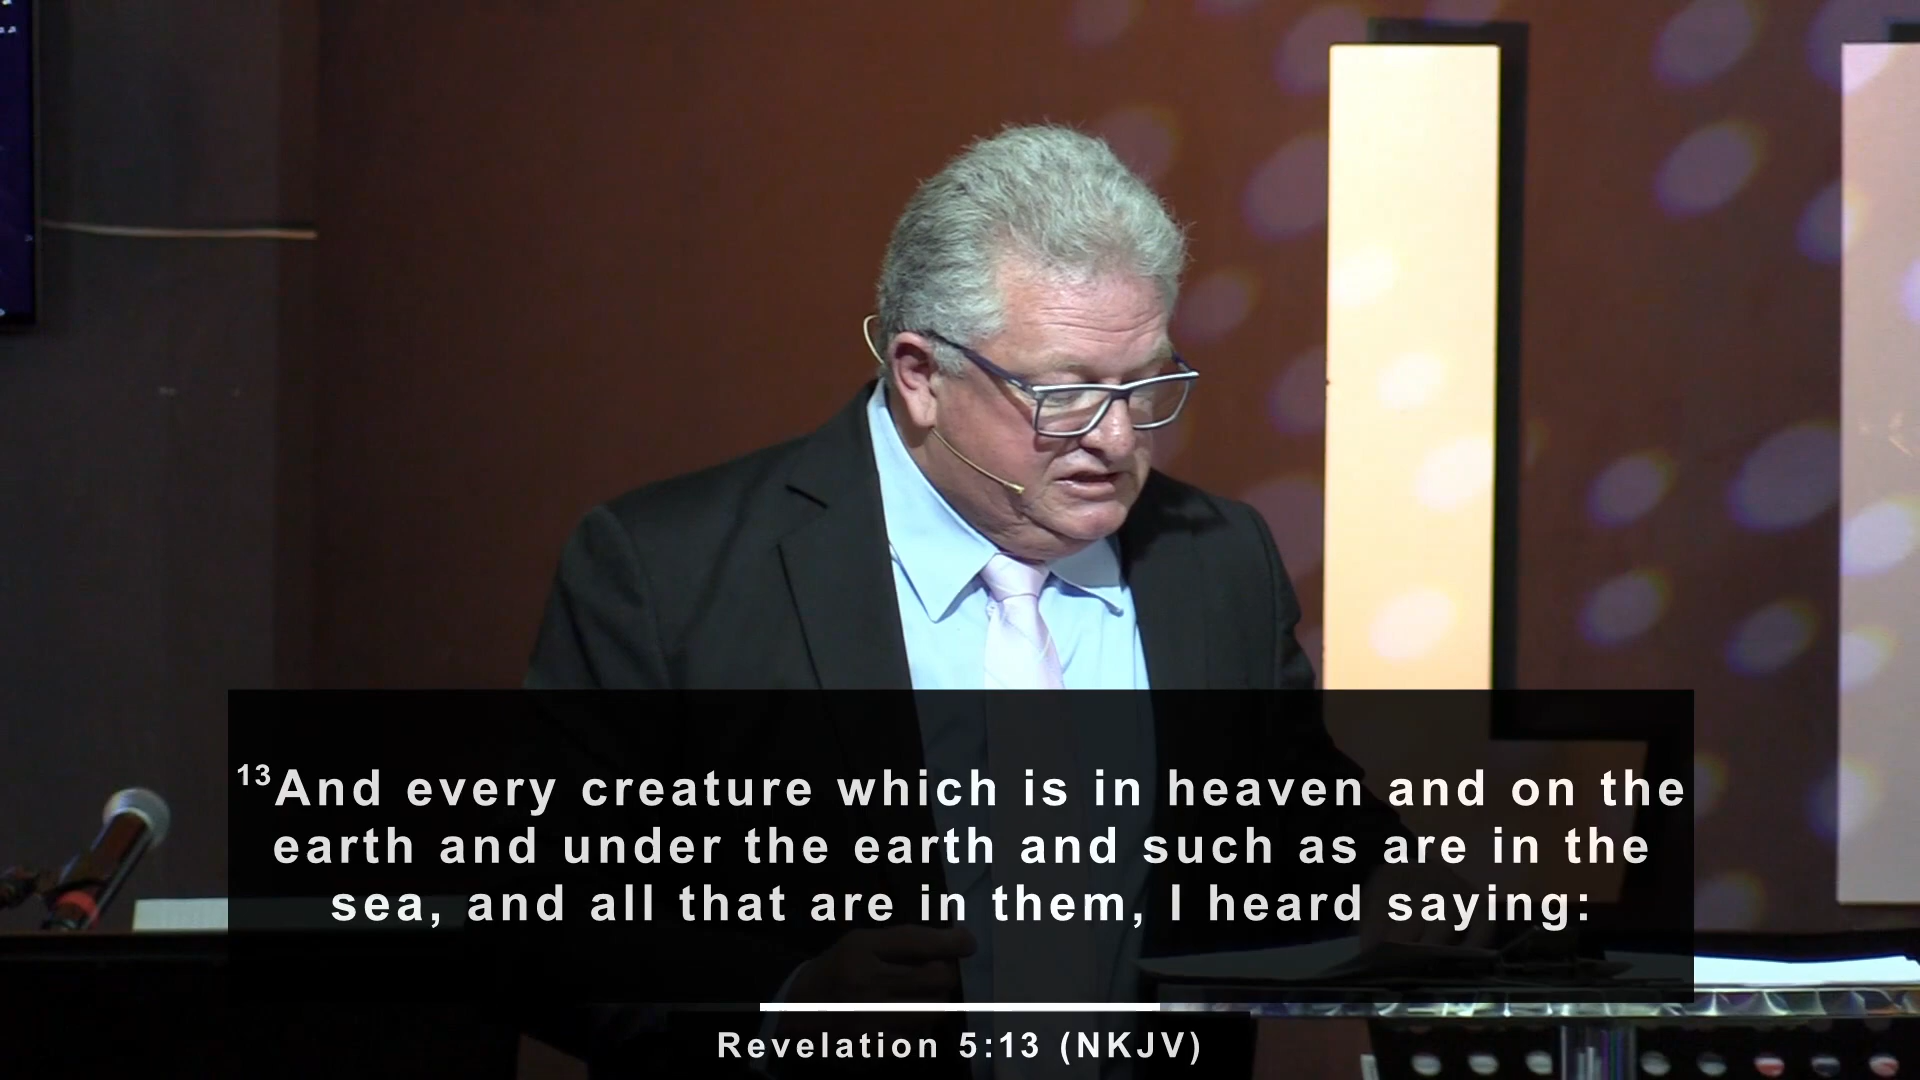 13And every creature which is in heaven and on the
earth and under the earth and such as are in the
sea, and all that are in them, I heard saying:
Revelation 5:13 (NKJV)